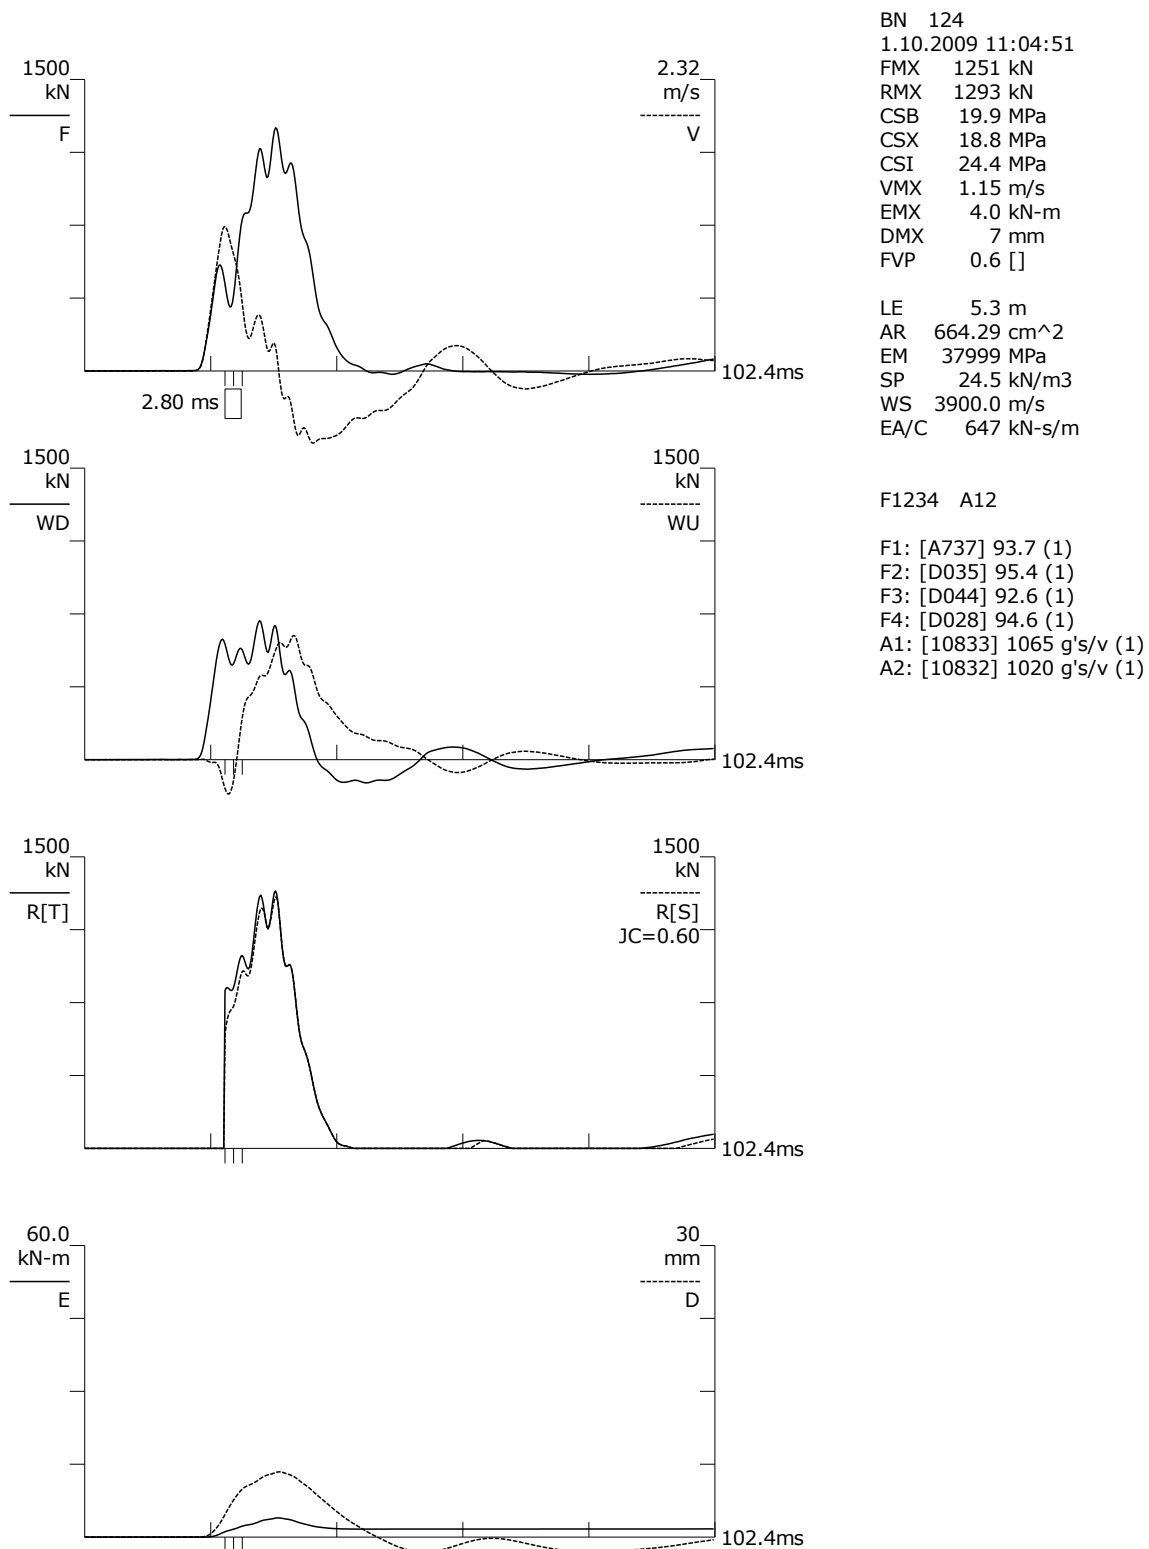 1500
kN
F
2.32
m/s
V
102.4ms
2.80 ms
1500
kN
WD
1500
kN
WU
102.4ms
1500
kN
R[T]
1500
kN
R[S]
JC=0.60
102.4ms
60.0
kN-m
E
30
mm
D
102.4ms
BN 124
1.10.2009 11:04:51
FMX 1251 kN
RMX 1293 kN
CSB 19.9 MPa
CSX 18.8 MPa
CSI 24.4 MPa
VMX 1.15 m/s
EMX 4.0 kN-m
DMX 7 mm
FVP 0.6 []
LE 5.3 m
AR 664.29 cm^2
EM 37999 MPa
SP 24.5 kN/m3
WS 3900.0 m/s
EA/C 647 kN-s/m
F1234 A12
F1: [A737] 93.7 (1)
F2: [D035] 95.4 (1)
F3: [D044] 92.6 (1)
F4: [D028] 94.6 (1)
A1: [10833] 1065 g's/v (1)
A2: [10832] 1020 g's/v (1)